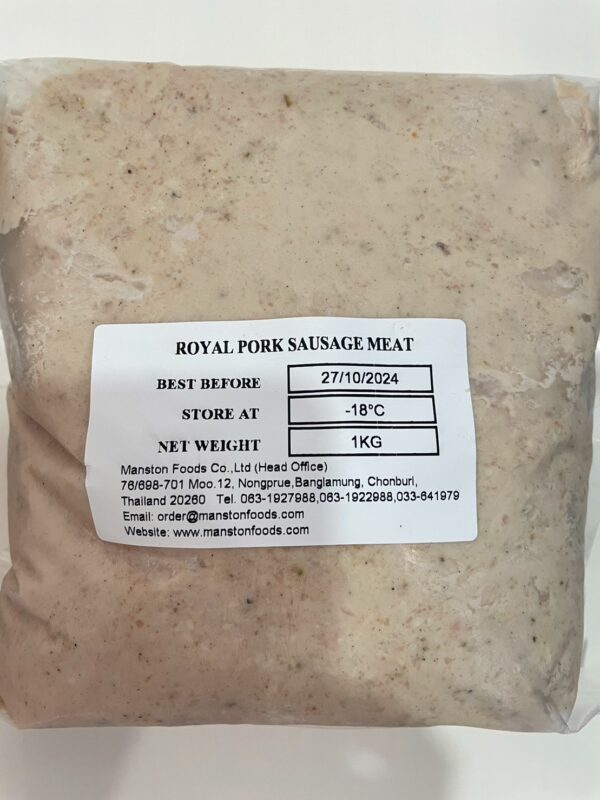 ROYAL PORK SAUSAGE MEAT
BEST BEFORE 27/10/2024
STORE AT -18°C
NET WEIGHT 1KG
Manston Foods Co.,Ltd (Head Office)
76/698-701 Moo.12, Nongprue,Banglamung, Chonburi,
Thailand 20260 Tel. 063-1927988,063-1922988,033-641979
Email: order@manstonfoods.com
Website: www.manstonfoods.com